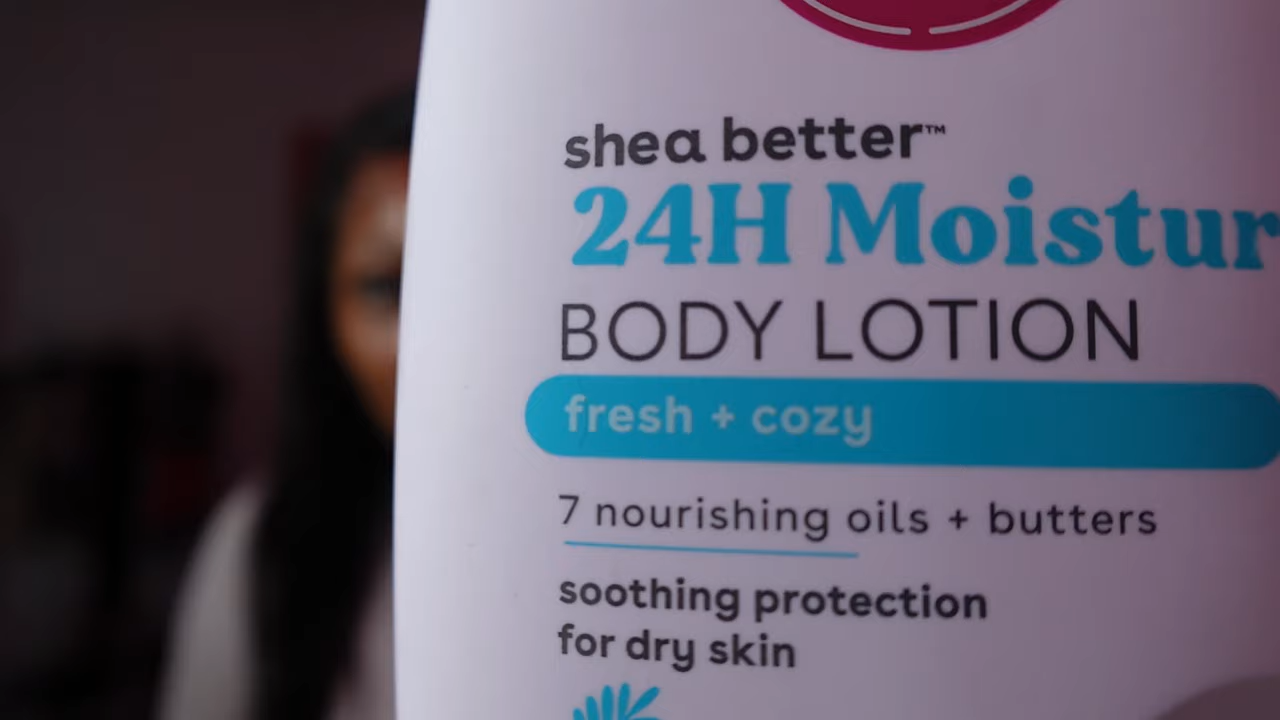 shea better™
24H Moistur
BODY LOTION
fresh + cozy
7 nourishing oils + butters
soothing protection
for dry skin